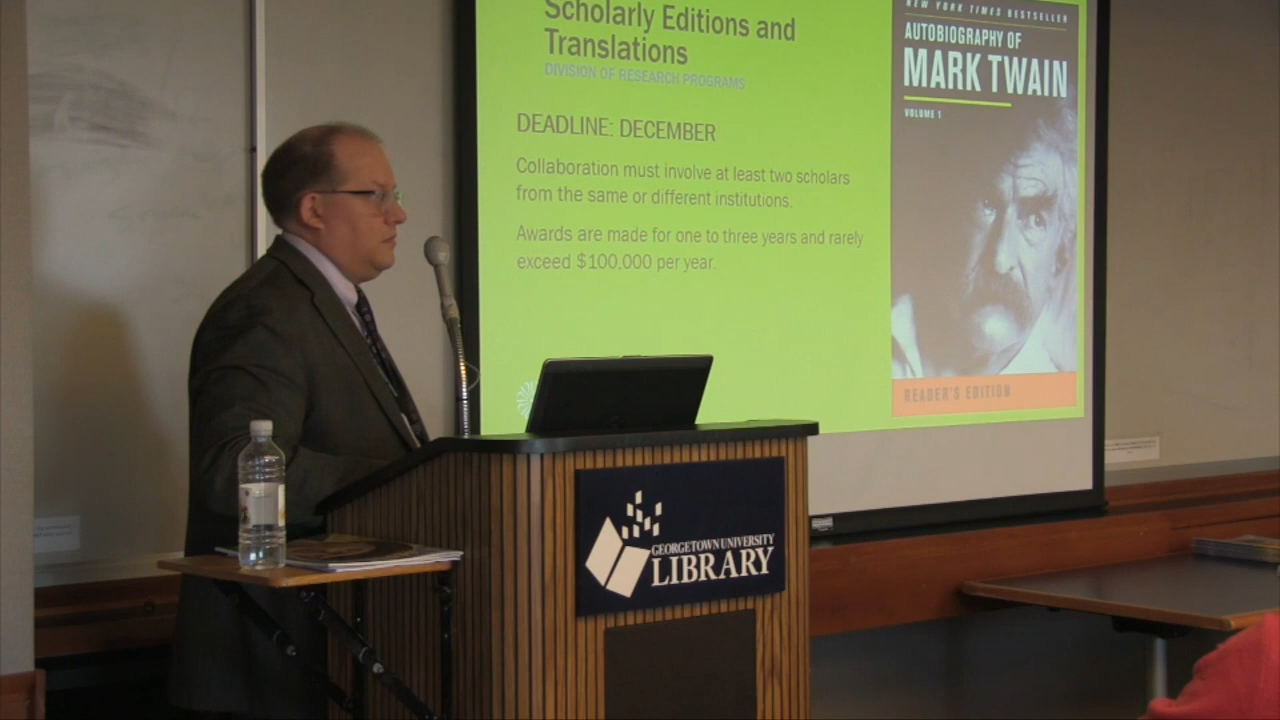 Scholarly Editions and
Translations
DIVISION OF RESEARCH PROGRAMS
DEADLINE: DECEMBER
Collaboration must involve at least two scholars
from the same or different institutions.
Awards are made for one to three years and rarely
exceed $100,000 per year.
NEW YORK TIMES BESTSELLER
AUTOBIOGRAPHY OF
MARK TWAIN
VOLUME 1
READER'S EDITION
GEORGETOWN UNIVERSITY
LIBRARY